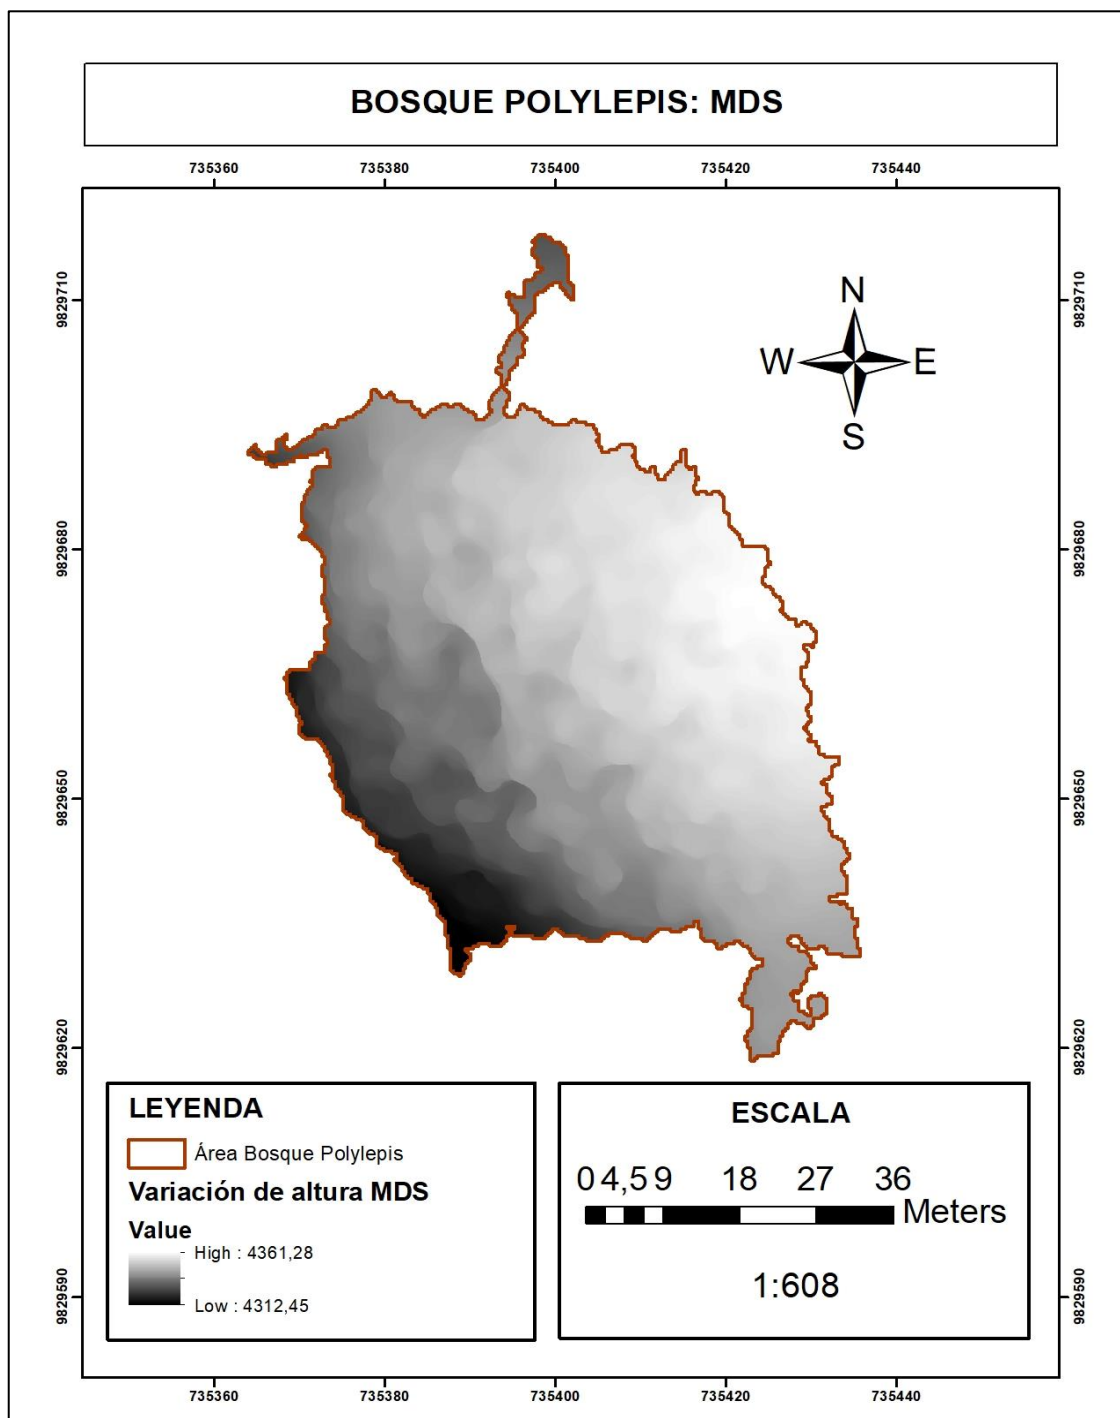 BOSQUE POLYLEPIS: MDS
735360 735380 735400 735420 735440
9829710 9829710
N
W E
S
9829680 9829680
9829650 9829650
9829620 9829620
LEYENDA
Área Bosque Polylepis
Variación de altura MDS
Value
High : 4361,28
Low : 4312,45
ESCALA
0 4,5 9 18 27 36
Meters
1:608
9829590 9829590
735360 735380 735400 735420 735440